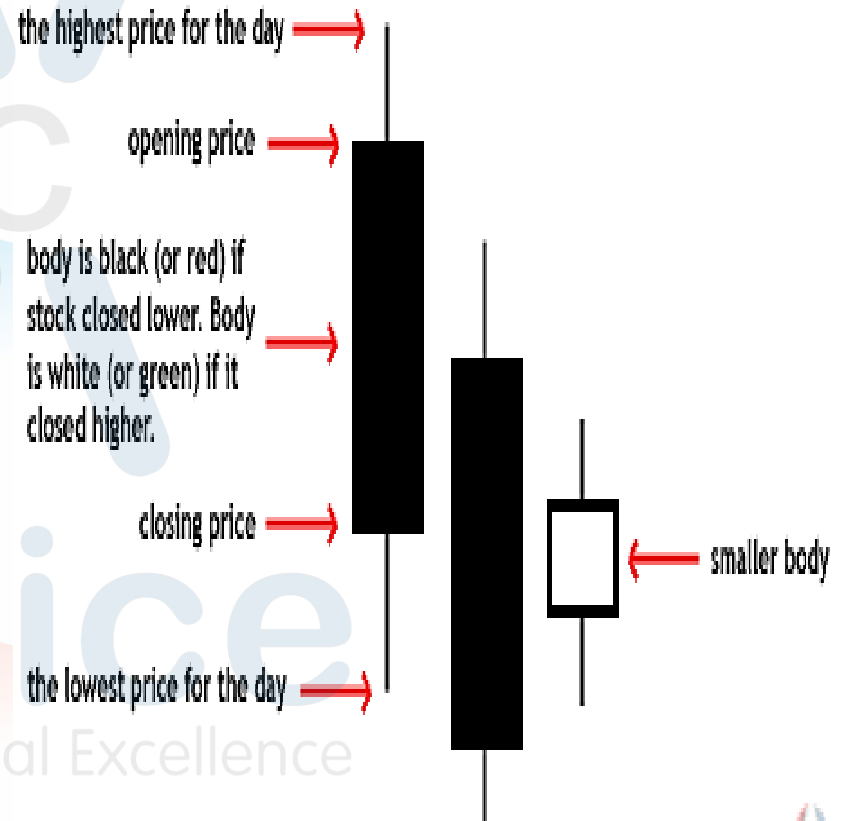 the highest price for the day
opening price
body is black (or red) if
stock closed lower. Body
is white (or green) if it
closed higher.
closing price
smaller body
the lowest price for the day
ice
al Excellence